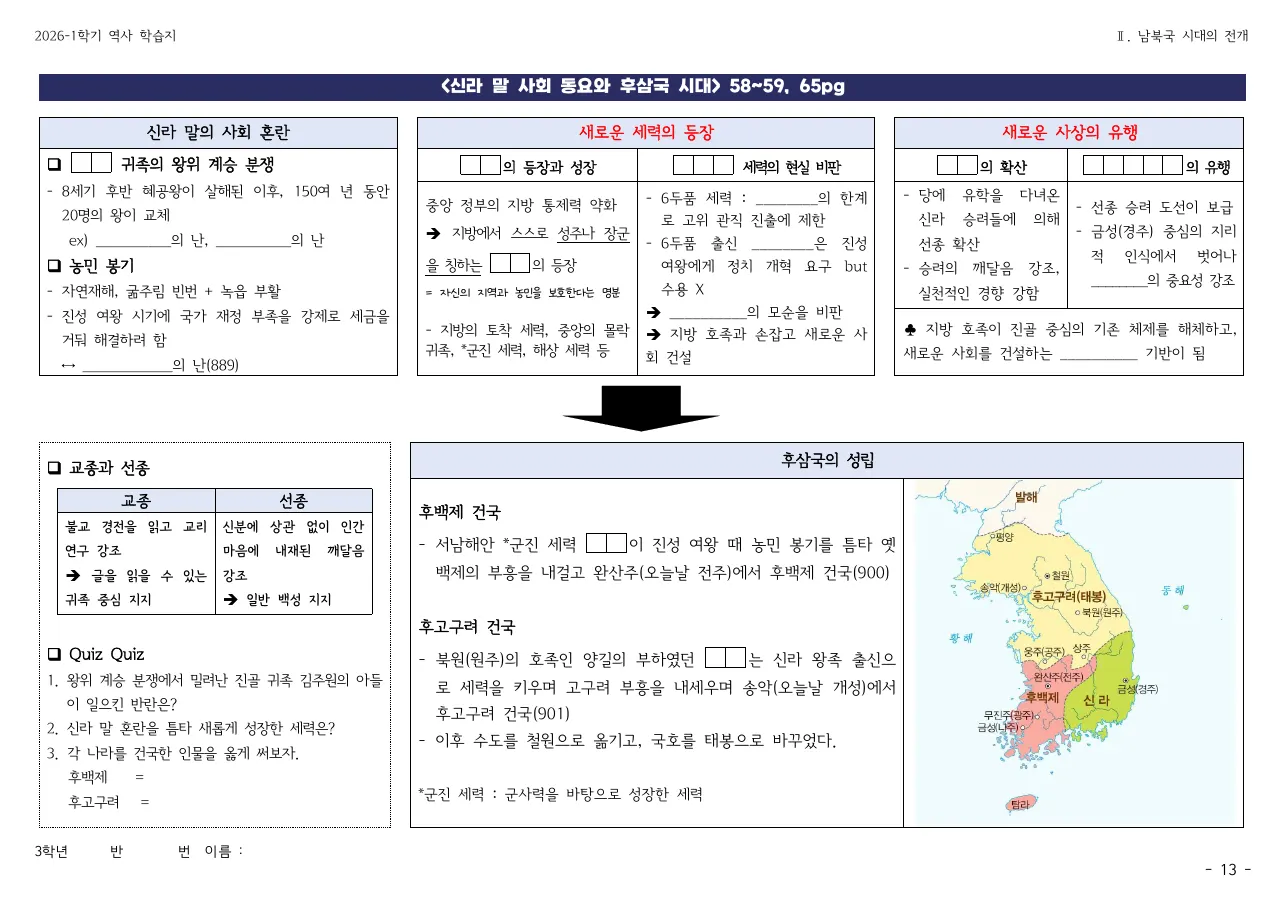 2026-1학기 역사 학습지
Ⅱ. 남북국 시대의 전개
<신라 말 사회 동요와 후삼국 시대> 58~59, 65pg
신라 말의 사회 혼란
❑ □□ 귀족의 왕위 계승 분쟁
- 8세기 후반 혜공왕이 살해된 이후, 150여 년 동안
20명의 왕이 교체
ex) __________의 난, __________의 난
❑ 농민 봉기
- 자연재해, 굶주림 빈번 + 녹읍 부활
- 진성 여왕 시기에 국가 재정 부족을 강제로 세금을
거둬 해결하려 함
↔ ____________의 난(889)
새로운 세력의 등장
□□의 등장과 성장
중앙 정부의 지방 통제력 약화
➔ 지방에서 스스로 성주나 장군
을 칭하는 □□의 등장
= 자신의 지역과 농민을 보호한다는 명분
- 지방의 토착 세력, 중앙의 몰락
귀족, *군진 세력, 해상 세력 등
□□□ 세력의 현실 비판
- 6두품 세력 : ________의 한계
로 고위 관직 진출에 제한
- 6두품 출신 ________은 진성
여왕에게 정치 개혁 요구 but
수용 X
➔ __________의 모순을 비판
➔ 지방 호족과 손잡고 새로운 사
회 건설
새로운 사상의 유행
□□의 확산
- 당에 유학을 다녀온
신라 승려들에 의해
선종 확산
- 승려의 깨달음 강조,
실천적인 경향 강함
□□□□□의 유행
- 선종 승려 도선이 보급
- 금성(경주) 중심의 지리
적 인식에서 벗어나
________의 중요성 강조
♣ 지방 호족이 진골 중심의 기존 체제를 해체하고,
새로운 사회를 건설하는 __________ 기반이 됨
❑ 교종과 선종
교종
선종
불교 경전을 읽고 교리
연구 강조
➔ 글을 읽을 수 있는
귀족 중심 지지
신분에 상관 없이 인간
마음에 내재된 깨달음
강조
➔ 일반 백성 지지
❑ Quiz Quiz
1. 왕위 계승 분쟁에서 밀려난 진골 귀족 김주원의 아들
이 일으킨 반란은?
2. 신라 말 혼란을 틈타 새롭게 성장한 세력은?
3. 각 나라를 건국한 인물을 옳게 써보자.
후백제 =
후고구려 =
후삼국의 성립
후백제 건국
- 서남해안 *군진 세력 □□이 진성 여왕 때 농민 봉기를 틈타 옛
백제의 부흥을 내걸고 완산주(오늘날 전주)에서 후백제 건국(900)
후고구려 건국
- 북원(원주)의 호족인 양길의 부하였던 □□는 신라 왕족 출신으
로 세력을 키우며 고구려 부흥을 내세우며 송악(오늘날 개성)에서
후고구려 건국(901)
- 이후 수도를 철원으로 옮기고, 국호를 태봉으로 바꾸었다.
*군진 세력 : 군사력을 바탕으로 성장한 세력
발해
평양
철원
송악(개성)
후고구려(태봉)
동해
북원(원주)
황해
웅주(공주)
상주
완산주(전주)
금성(경주)
후백제
신라
무진주(광주)
금성(나주)
탐라
3학년 반 번 이름 :
- 13 -